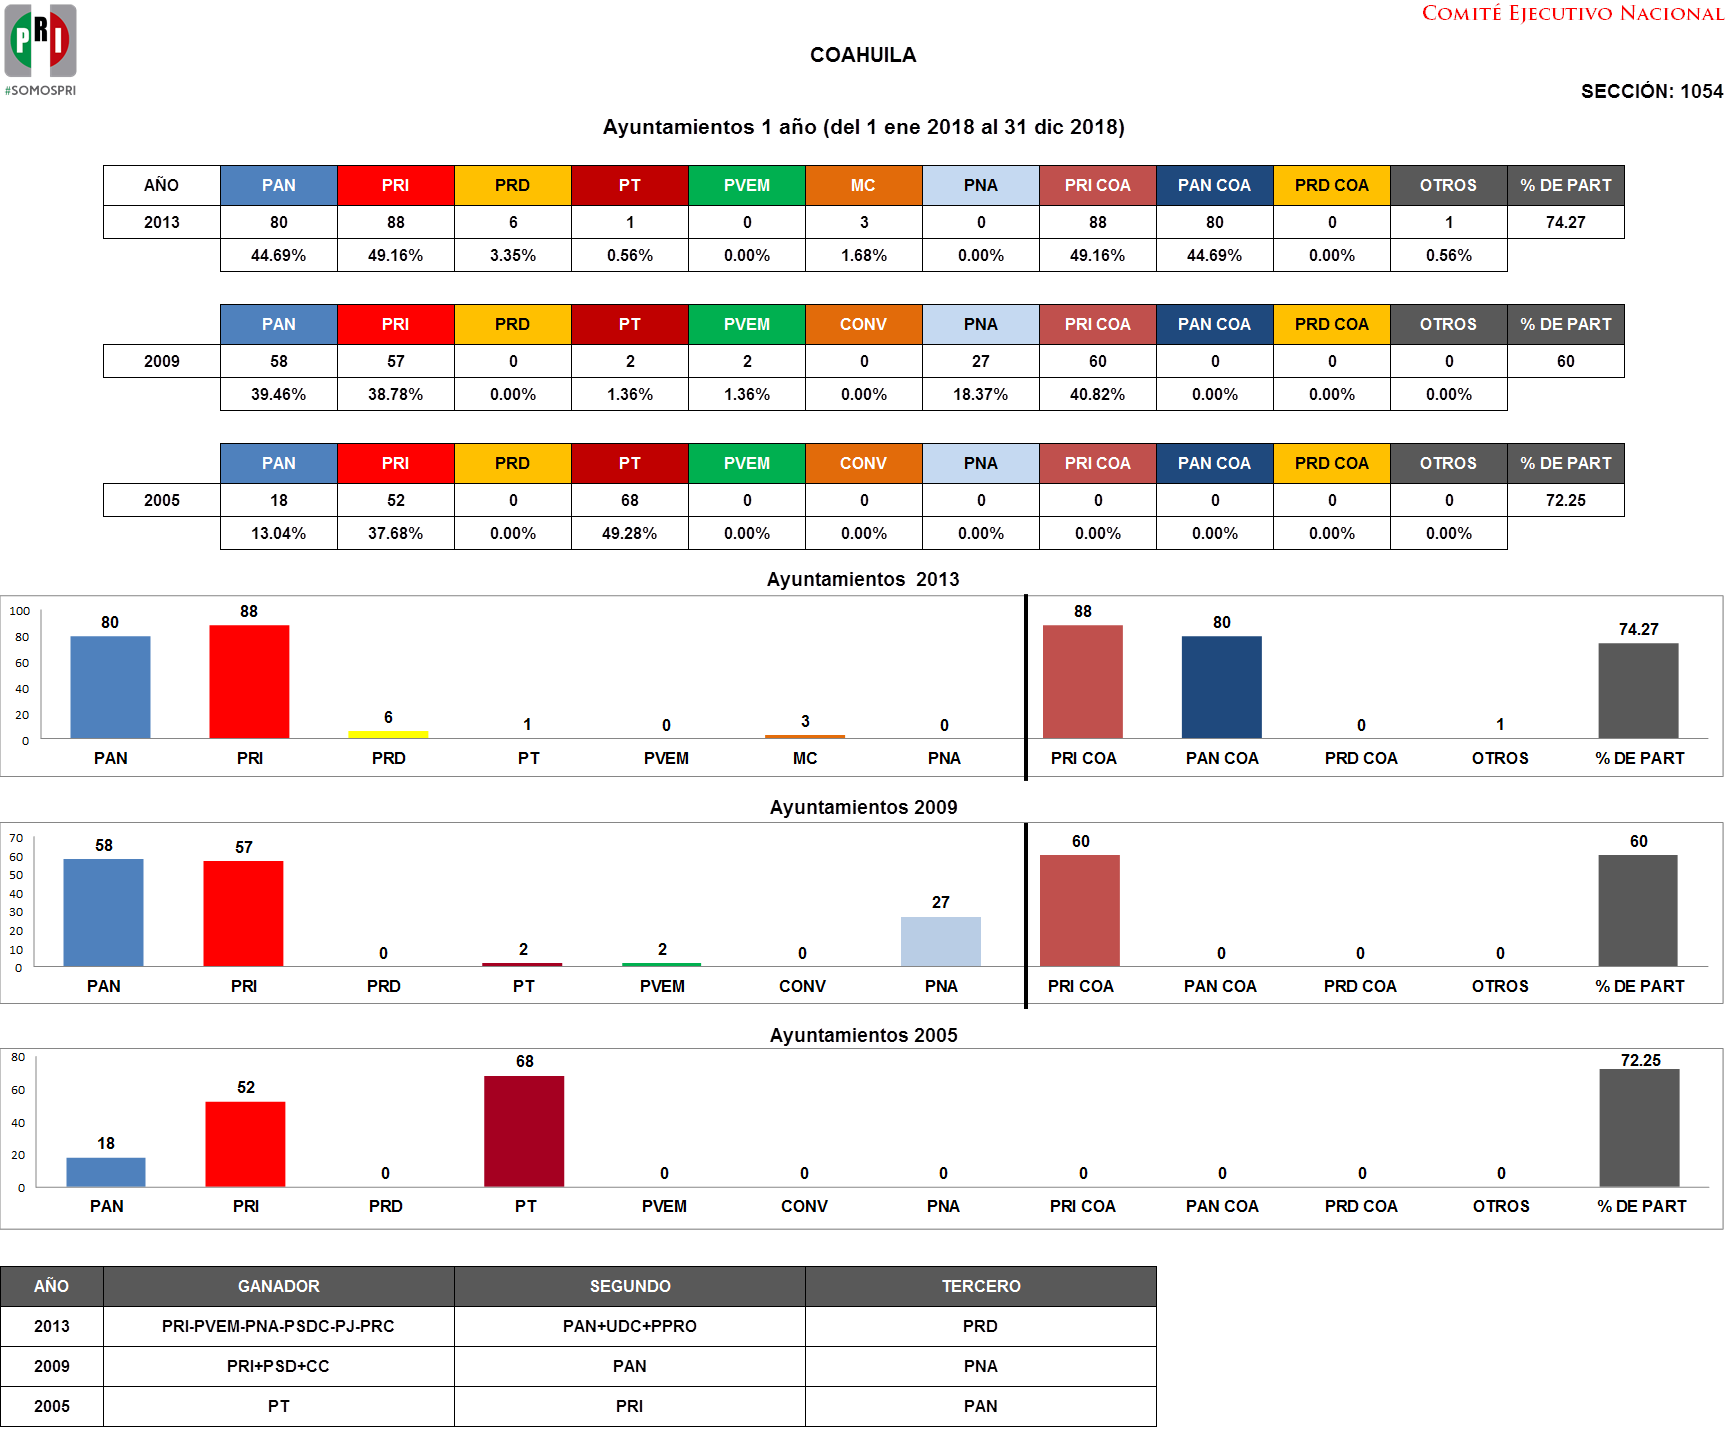 COMITÉ EJECUTIVO NACIONAL
PRI
#SOMOSPRI
COAHUILA
SECCIÓN: 1054
Ayuntamientos 1 año (del 1 ene 2018 al 31 dic 2018)
AÑO PAN PRI PRD PT PVEM MC PNA PRI COA PAN COA PRD COA OTROS % DE PART
2013 80 88 6 1 0 3 0 88 80 0 1 74.27
44.69% 49.16% 3.35% 0.56% 0.00% 1.68% 0.00% 49.16% 44.69% 0.00% 0.56%
PAN PRI PRD PT PVEM CONV PNA PRI COA PAN COA PRD COA OTROS % DE PART
2009 58 57 0 2 2 0 27 60 0 0 0 60
39.46% 38.78% 0.00% 1.36% 1.36% 0.00% 18.37% 40.82% 0.00% 0.00% 0.00%
PAN PRI PRD PT PVEM CONV PNA PRI COA PAN COA PRD COA OTROS % DE PART
2005 18 52 0 68 0 0 0 0 0 0 0 72.25
13.04% 37.68% 0.00% 49.28% 0.00% 0.00% 0.00% 0.00% 0.00% 0.00% 0.00%
Ayuntamientos 2013
100
80
60
40
20
0
80 88 6 1 0 3 0 88 80 0 1 74.27
PAN PRI PRD PT PVEM MC PNA PRI COA PAN COA PRD COA OTROS % DE PART
Ayuntamientos 2009
70
60
50
40
30
20
10
0
58 57 0 2 2 0 27 60 0 0 0 60
PAN PRI PRD PT PVEM CONV PNA PRI COA PAN COA PRD COA OTROS % DE PART
Ayuntamientos 2005
80
60
40
20
0
18 52 0 68 0 0 0 0 0 0 0 72.25
PAN PRI PRD PT PVEM CONV PNA PRI COA PAN COA PRD COA OTROS % DE PART
AÑO GANADOR SEGUNDO TERCERO
2013 PRI-PVEM-PNA-PSDC-PJ-PRC PAN+UDC+PPRO PRD
2009 PRI+PSD+CC PAN PNA
2005 PT PRI PAN